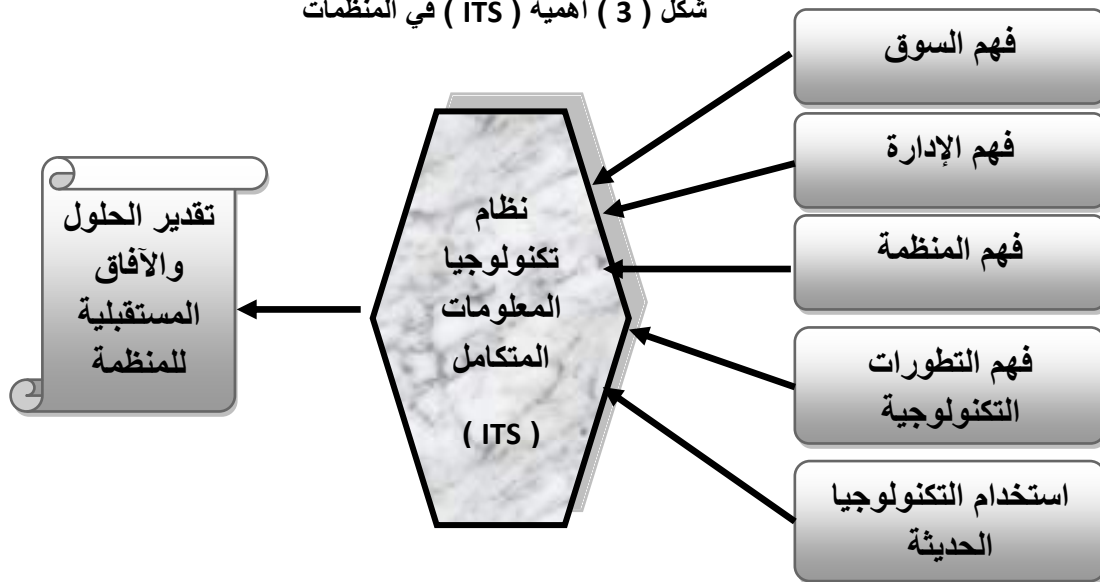 شكل ( 3 ) اهمية ( ITS ) في المنظمات
فهم السوق
فهم الإدارة
فهم المنظمة
فهم التطورات
التكنولوجية
استخدام التكنولوجيا
الحديثة
نظام
تكنولوجيا
المعلومات
المتكامل
( ITS )
تقدير الحلول
والآفاق
المستقبلية
للمنظمة